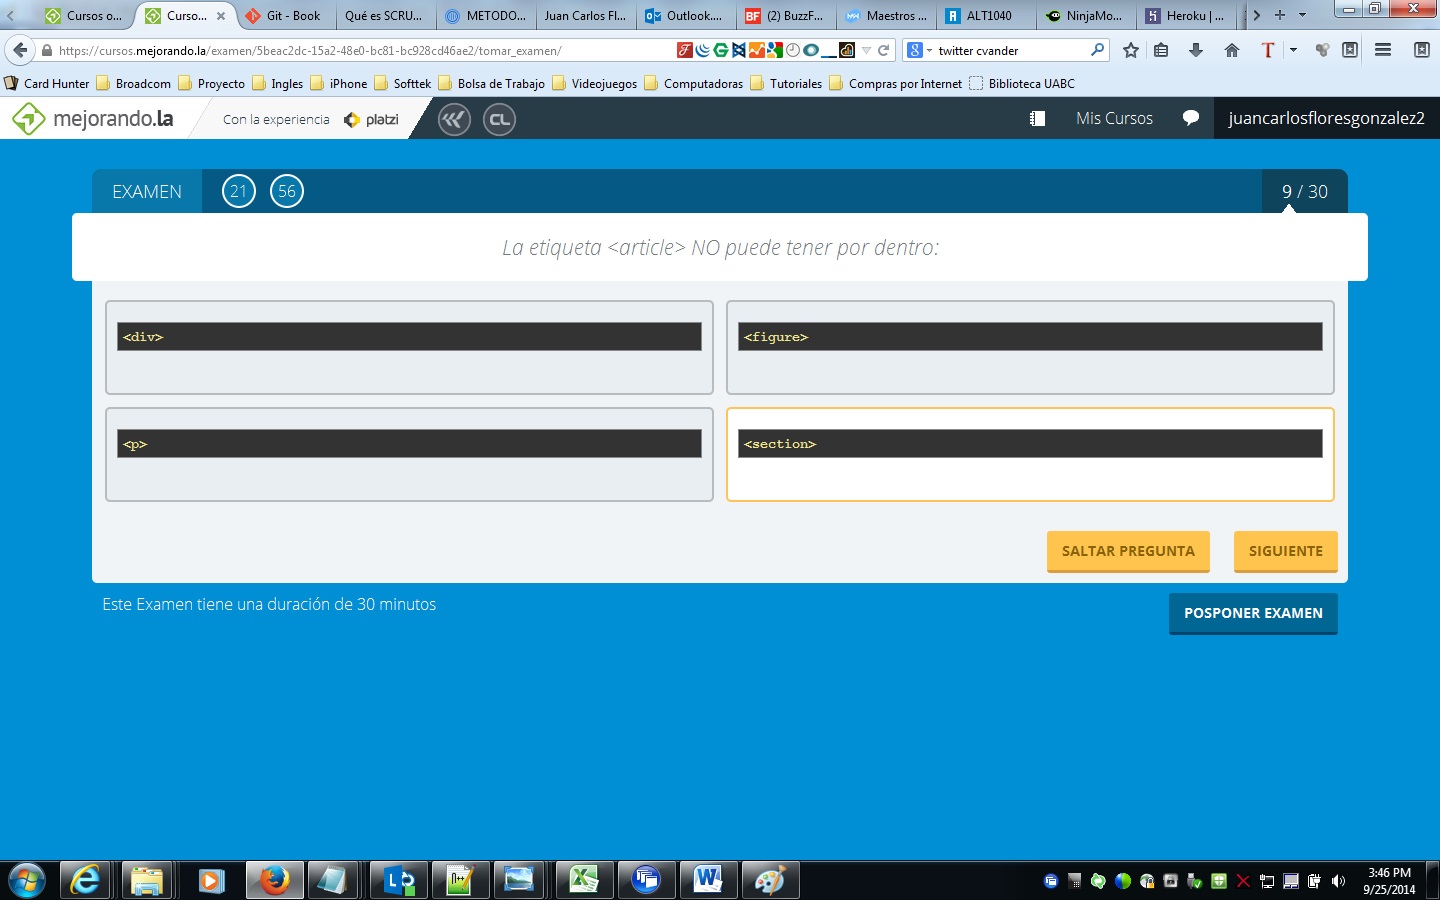 Cursos o...
Curso...
Git - Book
Qué es SCRU...
METODO...
Juan Carlos Fl...
Outlook....
(2) BuzzF...
Maestros ...
ALT1040
NinjaMo...
Heroku | ...
https://cursos.mejorando.la/examen/5beac2dc-15a2-48e0-bc81-bc928cd46ae2/tomar_examen/
twitter cvander
Card Hunter
Broadcom
Proyecto
Ingles
iPhone
Softtek
Bolsa de Trabajo
Videojuegos
Computadoras
Tutoriales
Compras por Internet
Biblioteca UABC
mejorando.la
Con la experiencia
platzi
CL
Mis Cursos
juancarlosfloresgonzalez2
EXAMEN
21
56
9 / 30
La etiqueta <article> NO puede tener por dentro:
<div>
<figure>
<p>
<section>
SALTAR PREGUNTA
SIGUIENTE
Este Examen tiene una duración de 30 minutos
POSPONER EXAMEN
3:46 PM
9/25/2014